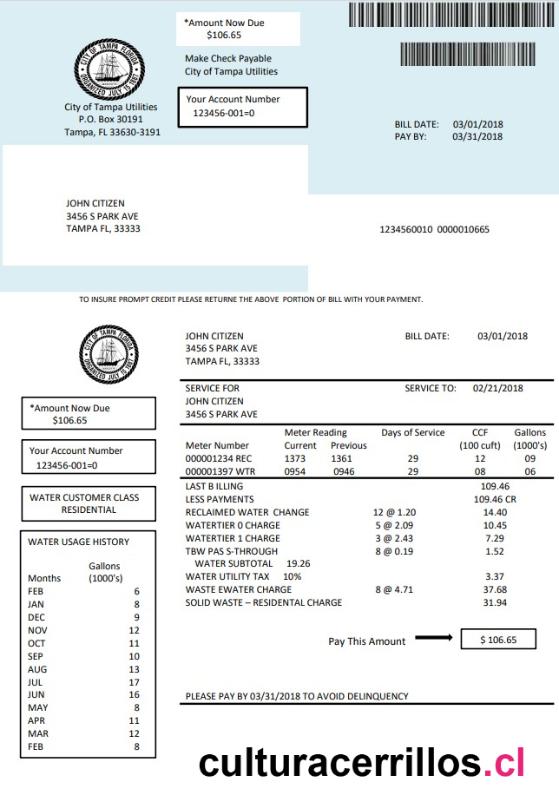 *Amount Now Due
$106.65
Make Check Payable
City of Tampa Utilities
CITY OF TAMPA, FLORIDA
ORGANIZED JULY 15 1887
City of Tampa Utilities
P.O. Box 30191
Tampa, FL 33630-3191
Your Account Number
123456-001=0
BILL DATE: 03/01/2018
PAY BY: 03/31/2018
JOHN CITIZEN
3456 S PARK AVE
TAMPA FL, 33333
1234560010 0000010665
TO INSURE PROMPT CREDIT PLEASE RETURNE THE ABOVE PORTION OF BILL WITH YOUR PAYMENT.
CITY OF TAMPA, FLORIDA
ORGANIZED JULY 15 1887
JOHN CITIZEN
3456 S PARK AVE
TAMPA FL, 33333
BILL DATE: 03/01/2018
*Amount Now Due
$106.65
Your Account Number
123456-001=0
WATER CUSTOMER CLASS
RESIDENTIAL
WATER USAGE HISTORY
Gallons
Months (1000's)
FEB 6
JAN 8
DEC 9
NOV 12
OCT 11
SEP 10
AUG 13
JUL 17
JUN 16
MAY 8
APR 11
MAR 12
FEB 8
SERVICE FOR SERVICE TO: 02/21/2018
JOHN CITIZEN
3456 S PARK AVE
Meter Reading Days of Service CCF Gallons
Meter Number Current Previous (100 cuft) (1000's)
000001234 REC 1373 1361 29 12 09
000001397 WTR 0954 0946 29 08 06
LAST B ILLING 109.46
LESS PAYMENTS 109.46 CR
RECLAIMED WATER CHANGE 12 @ 1.20 14.40
WATERTIER 0 CHARGE 5 @ 2.09 10.45
WATERTIER 1 CHARGE 3 @ 2.43 7.29
TBW PAS S-THROUGH 8 @ 0.19 1.52
WATER SUBTOTAL 19.26
WATER UTILITY TAX 10% 3.37
WASTE EWATER CHARGE 8 @ 4.71 37.68
SOLID WASTE – RESIDENTAL CHARGE 31.94
Pay This Amount $ 106.65
PLEASE PAY BY 03/31/2018 TO AVOID DELINQUENCY
culturacerrillos.cl